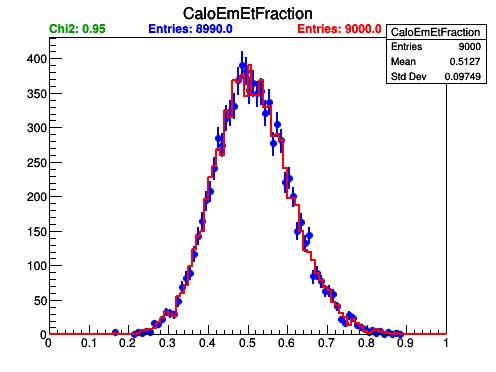 CaloEmEtFraction
Chi2: 0.95 Entries: 8990.0 Entries: 9000.0
CaloEmEtFraction
Entries 9000
Mean 0.5127
Std Dev 0.09749
400
350
300
250
200
150
100
50
0
0 0.1 0.2 0.3 0.4 0.5 0.6 0.7 0.8 0.9 1